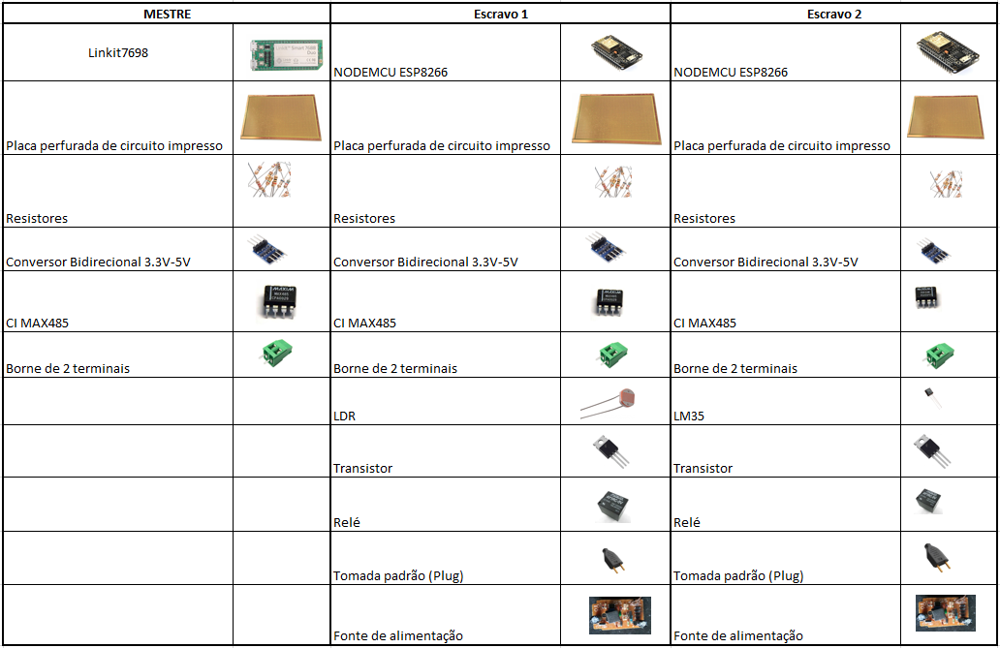 MESTRE Escravo 1 Escravo 2
Linkit7698 NODEMCU ESP8266 NODEMCU ESP8266
Placa perfurada de circuito impresso Placa perfurada de circuito impresso Placa perfurada de circuito impresso
Resistores Resistores Resistores
Conversor Bidirecional 3.3V-5V Conversor Bidirecional 3.3V-5V Conversor Bidirecional 3.3V-5V
CI MAX485 CI MAX485 CI MAX485
Borne de 2 terminais Borne de 2 terminais Borne de 2 terminais
LDR LM35
Transistor Transistor
Relé Relé
Tomada padrão (Plug) Tomada padrão (Plug)
Fonte de alimentação Fonte de alimentação